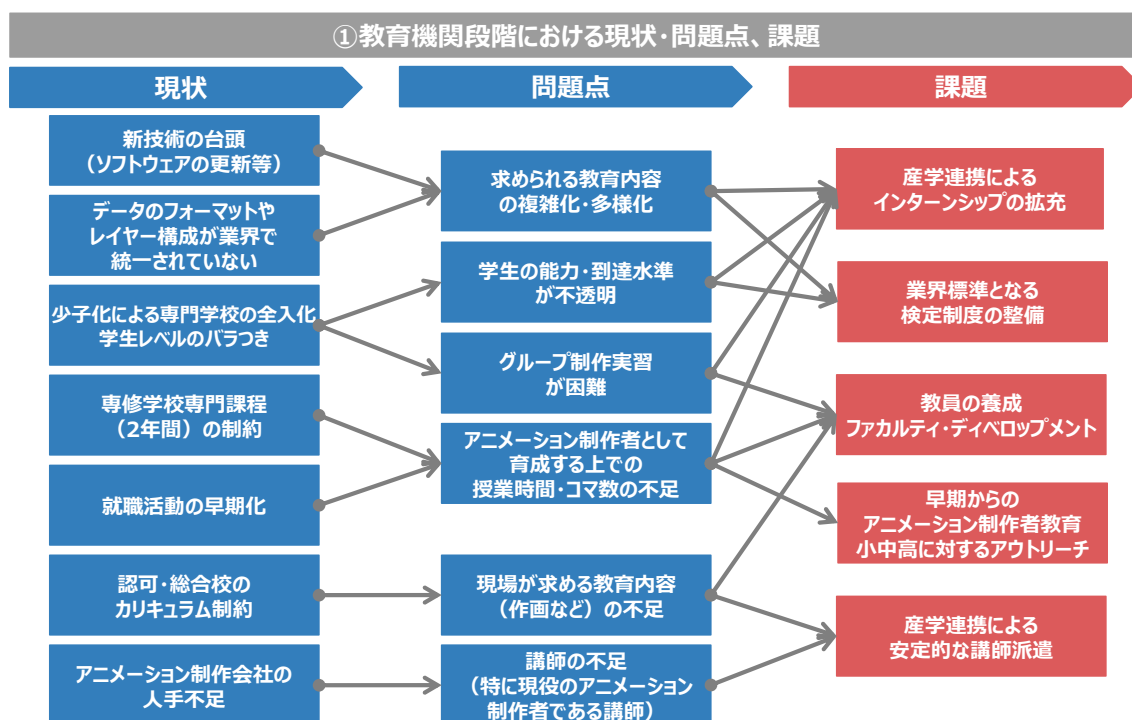 ①教育機関段階における現状･問題点、課題
現状
問題点
課題
新技術の台頭
（ソフトウェアの更新等）
データのフォーマットや
レイヤー構成が業界で
統一されていない
少子化による専門学校の全入化
学生レベルのバラつき
専修学校専門課程
（2年間）の制約
就職活動の早期化
認可･総合校の
カリキュラム制約
アニメーション制作会社の
人手不足
求められる教育内容
の複雑化･多様化
学生の能力･到達水準
が不透明
グループ制作実習
が困難
アニメーション制作者として
育成する上での
授業時間･コマ数の不足
現場が求める教育内容
（作画など）の不足
講師の不足
（特に現役のアニメーション
制作者である講師）
産学連携による
インターンシップの拡充
業界標準となる
検定制度の整備
教員の養成
ファカルティ･ディベロップメント
早期からの
アニメーション制作者教育
小中高に対するアウトリーチ
産学連携による
安定的な講師派遣